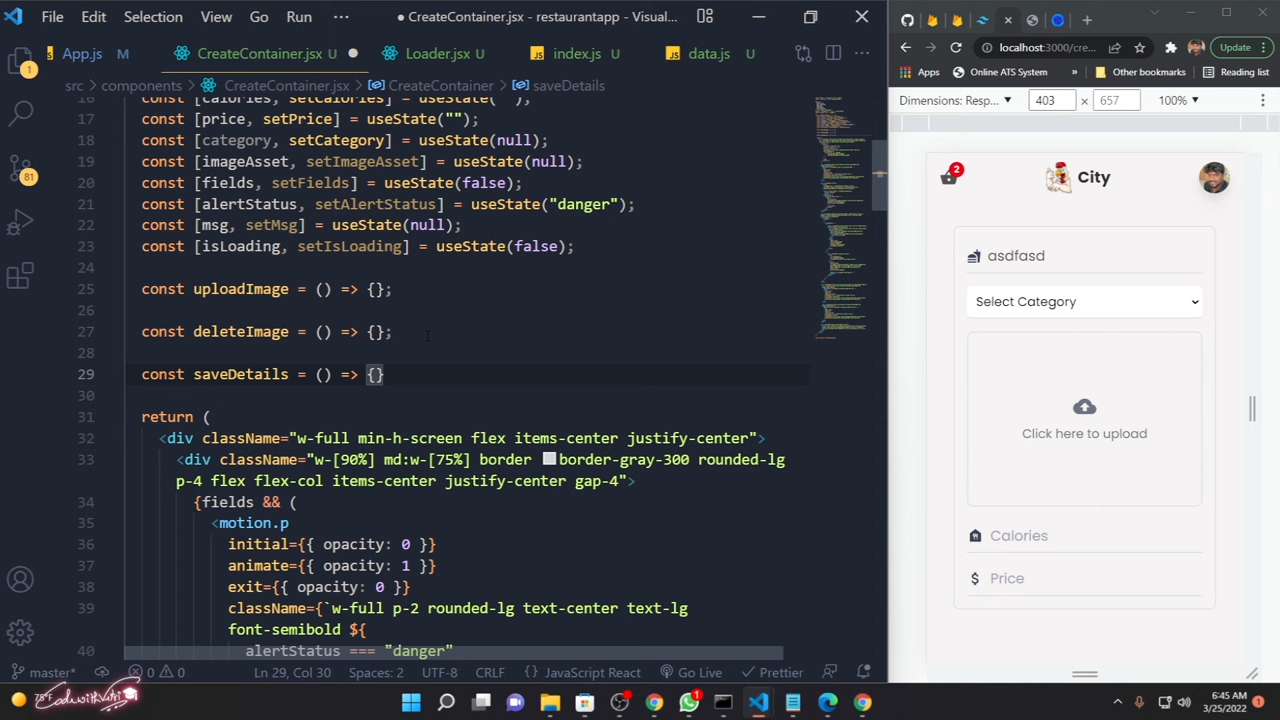 File Edit Selection View Go Run ··· ● CreateContainer.jsx - restaurantapp - Visual...
App.js M CreateContainer.jsx U ● Loader.jsx U index.js U data.js U ···
src > components > CreateContainer.jsx > CreateContainer > saveDetails
16 const [calories, setCalories] = useState("");
17 const [price, setPrice] = useState("");
18 const [category, setCategory] = useState(null);
19 const [imageAsset, setImageAsset] = useState(null);
20 const [fields, setFields] = useState(false);
21 const [alertStatus, setAlertStatus] = useState("danger");
22 const [msg, setMsg] = useState(null);
23 const [isLoading, setIsLoading] = useState(false);
24
25 const uploadImage = () => {};
26
27 const deleteImage = () => {};
28
29 const saveDetails = () => {}
30
31 return (
32 <div className="w-full min-h-screen flex items-center justify-center">
33 <div className="w-[90%] md:w-[75%] border border-gray-300 rounded-lg
p-4 flex flex-col items-center justify-center gap-4">
34 {fields && (
35 <motion.p
36 initial={{ opacity: 0 }}
37 animate={{ opacity: 1 }}
38 exit={{ opacity: 0 }}
39 className={`w-full p-2 rounded-lg text-center text-lg
font-semibold ${
40 alertStatus === "danger"
1
81
master* 0 0 Ln 29, Col 30 Spaces: 2 UTF-8 CRLF {} JavaScript React Go Live Prettier
localhost:3000/cre... Update
Apps Online ATS System » Other bookmarks Reading list
Dimensions: Resp... 403 × 657 100%
2 City
asdfasd
Select Category
Click here to upload
Calories
$ Price
78°F
1
6:45 AM
3/25/2022